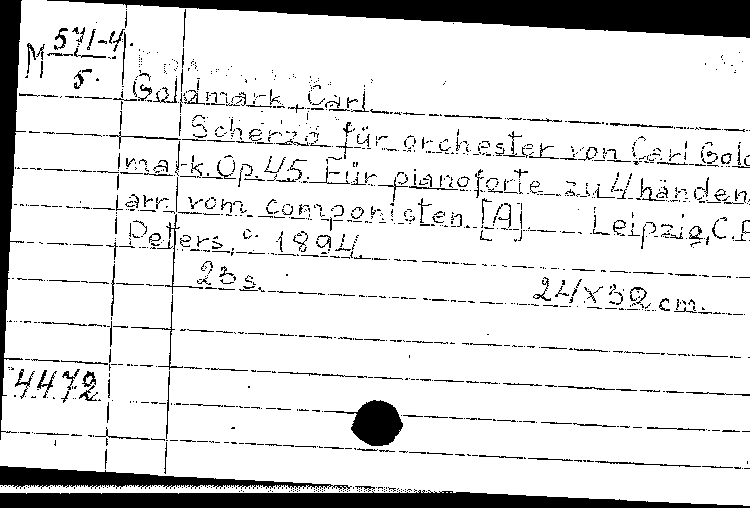 M 571-4.
5.
Goldmark, Carl
Scherzo für orchester von Carl Gold
mark. Op. 45. Für pianoforte zu 4 händen
arr. vom componisten [A] Leipzig, C.F
Peters, c. 1894.
23 s. 24 x 32 cm.
4472